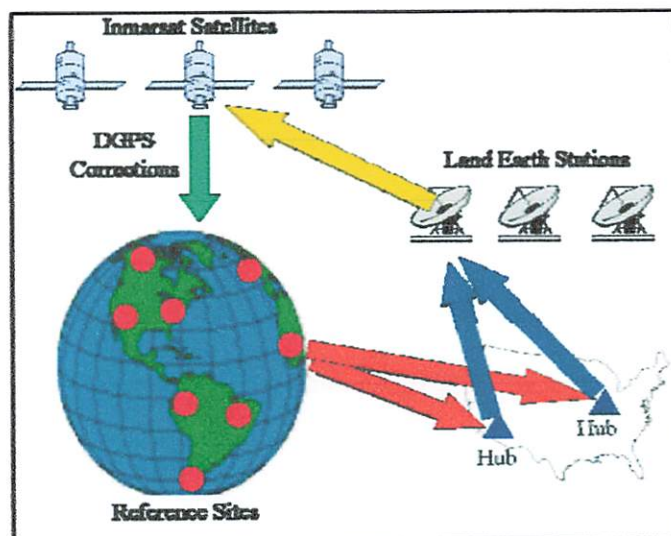 Inmarsat Satellites
DGPS
Corrections
Land Earth Stations
Hub
Hub
Reference Sites